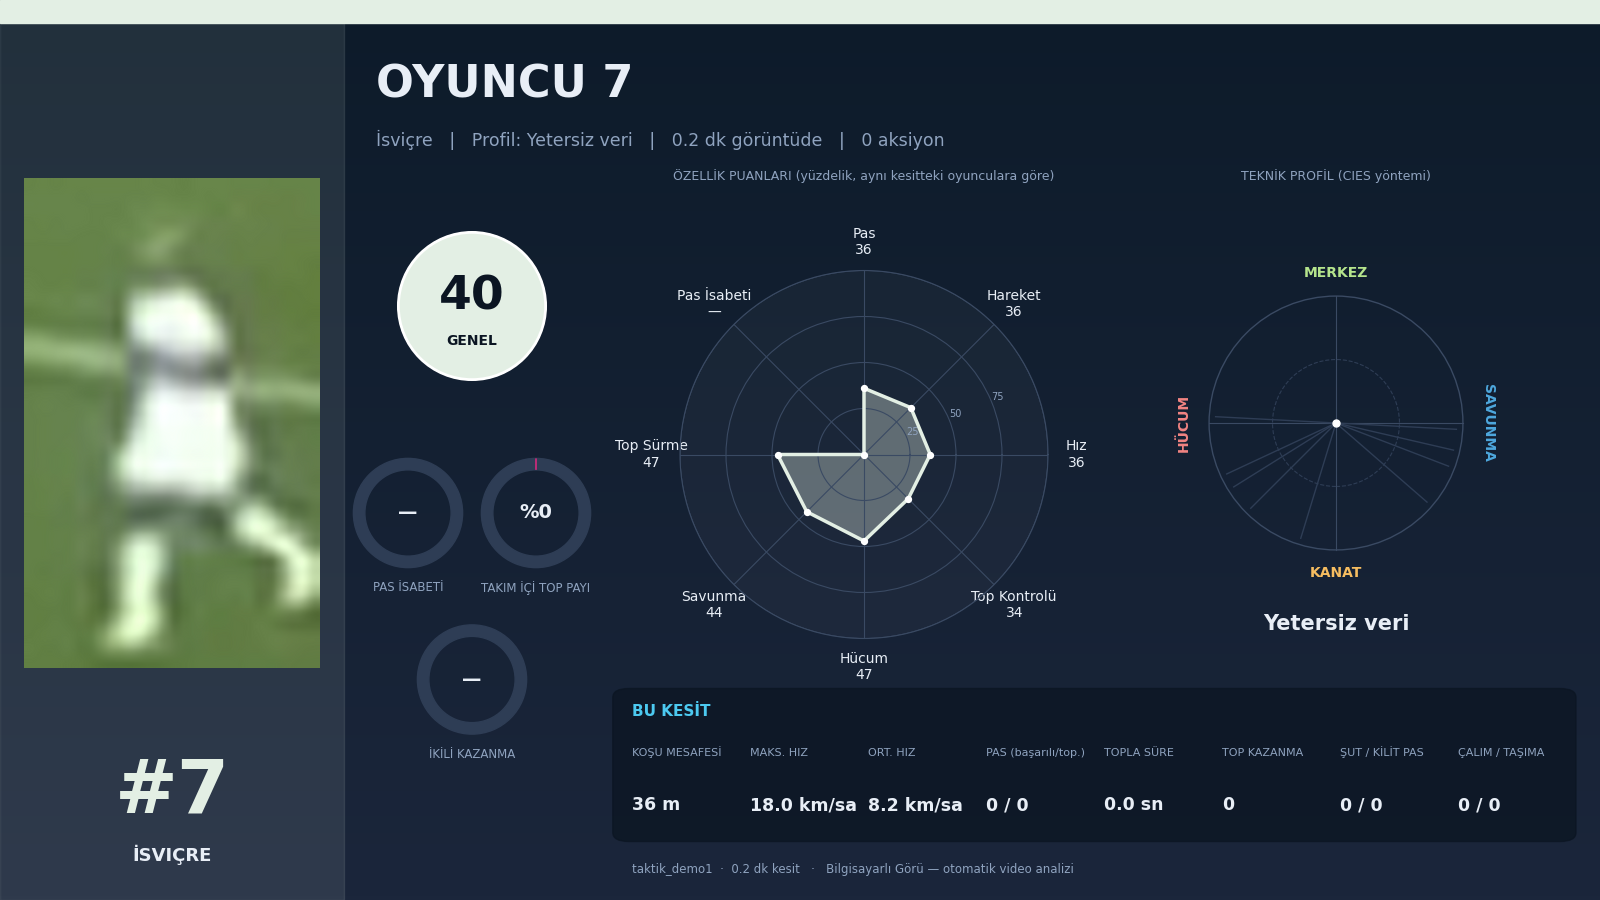 OYUNCU 7
İsviçre | Profil: Yetersiz veri | 0.2 dk görüntüde | 0 aksiyon
ÖZELLİK PUANLARI (yüzdelik, aynı kesitteki oyunculara göre)
TEKNİK PROFİL (CIES yöntemi)
40
GENEL
—
PAS İSABETİ
%0
TAKIM İÇİ TOP PAYI
—
İKİLİ KAZANMA
Pas
36
Hareket
36
Hız
36
Top Kontrolü
34
Hücum
47
Savunma
44
Top Sürme
47
Pas İsabeti
—
25
50
75
MERKEZ
HÜCUM
SAVUNMA
KANAT
Yetersiz veri
#7
İSVİÇRE
BU KESİT
KOŞU MESAFESİ MAKS. HIZ ORT. HIZ PAS (başarılı/top.) TOPLA SÜRE TOP KAZANMA ŞUT / KİLİT PAS ÇALIM / TAŞIMA
36 m 18.0 km/sa 8.2 km/sa 0 / 0 0.0 sn 0 0 / 0 0 / 0
taktik_demo1 · 0.2 dk kesit · Bilgisayarlı Görü — otomatik video analizi